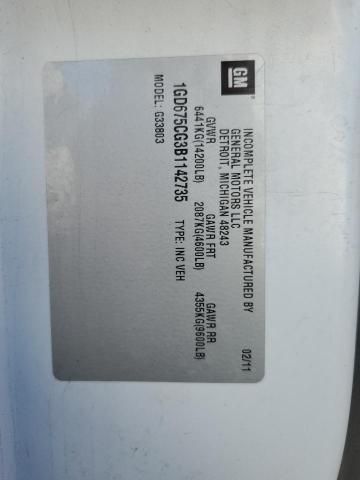 GM
INCOMPLETE VEHICLE MANUFACTURED BY
GENERAL MOTORS LLC
DETROIT, MICHIGAN 48243
02/11
GVWR GAWR FRT GAWR RR
6441KG(14200LB) 2087KG(4600LB) 4355KG(9600LB)
1GD675CG3B1142735 TYPE: INC VEH
MODEL: G33803